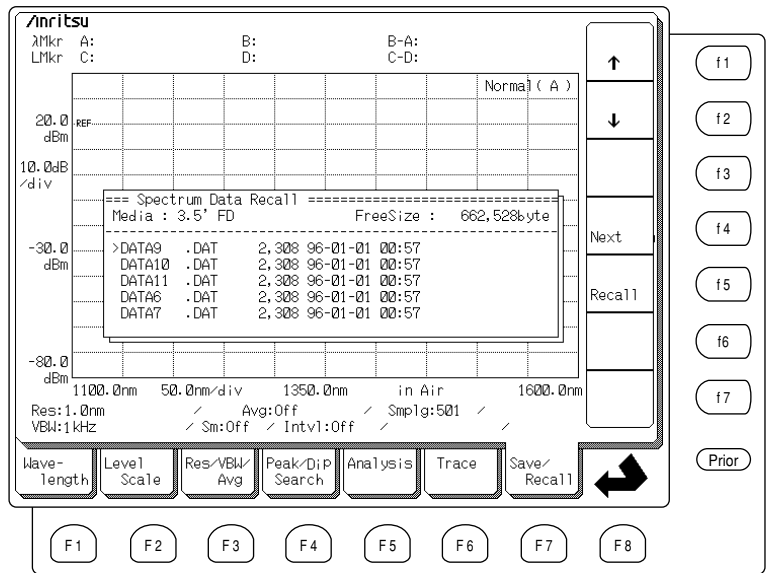 Anritsu
λMkr A: B: B-A:
LMkr C: D: C-D:
Normal( A )
20.0 REF
dBm
10.0dB
/div
=== Spectrum Data Recall ==========================
Media : 3.5' FD FreeSize : 662,528byte
---------------------------------------------------
>DATA9 .DAT 2,308 96-01-01 00:57
DATA10 .DAT 2,308 96-01-01 00:57
DATA11 .DAT 2,308 96-01-01 00:57
DATA6 .DAT 2,308 96-01-01 00:57
DATA7 .DAT 2,308 96-01-01 00:57
-30.0
dBm
-80.0
dBm
1100.0nm 50.0nm/div 1350.0nm in Air 1600.0nm
Res:1.0nm / Avg:Off / Smplg:501 /
VBW:1kHz / Sm:Off / Intvl:Off / /
↑
↓
Next
Recall
Wave-
length
Level
Scale
Res/VBW/
Avg
Peak/Dip
Search
Analysis
Trace
Save/
Recall
f1
f2
f3
f4
f5
f6
f7
Prior
F1 F2 F3 F4 F5 F6 F7 F8